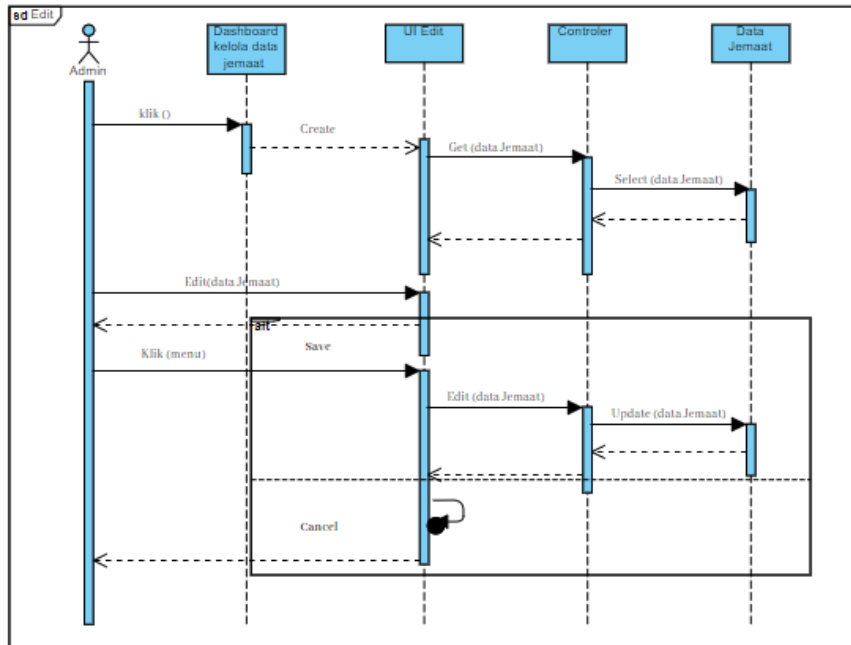 sd Edit
Admin
Dashboard
kelola data
jemaat
UI Edit
Controler
Data
Jemaat
klik ()
Create
Get (data Jemaat)
Select (data Jemaat)
Edit(data Jemaat)
alt
Save
Klik (menu)
Edit (data Jemaat)
Update (data Jemaat)
Cancel